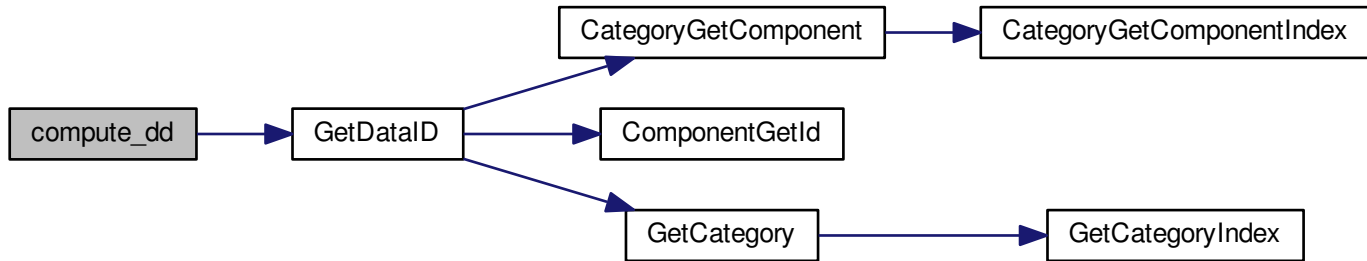 CategoryGetComponent
CategoryGetComponentIndex
compute_dd
GetDataID
ComponentGetId
GetCategory
GetCategoryIndex